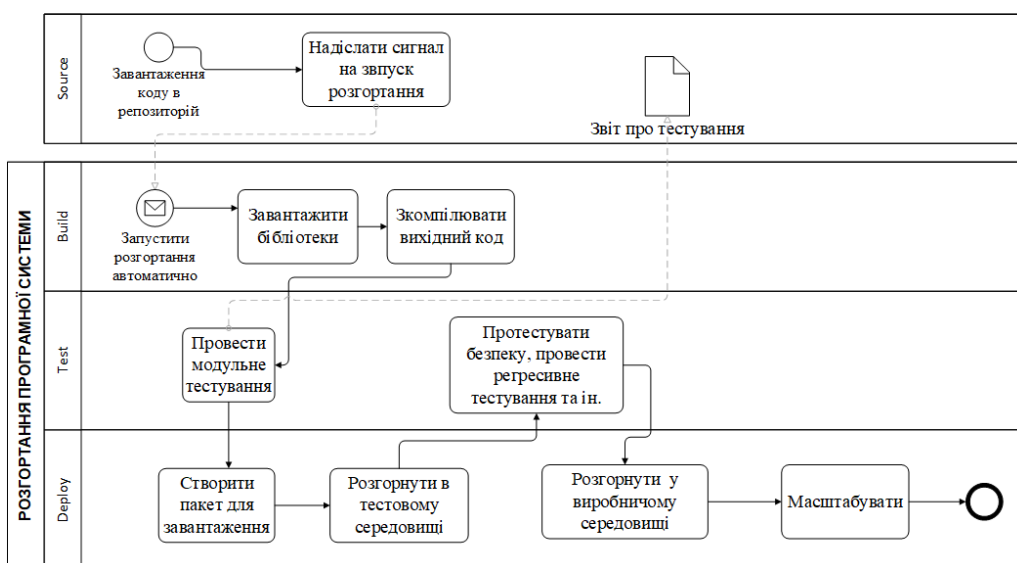 Source
Завантаження
коду в
репозиторій
Надіслати сигнал
на звпуск
розгортання
Звіт про тестування
РОЗГОРТАННЯ ПРОГРАМНОЇ СИСТЕМИ
Build
Запустити
розгортання
автоматично
Завантажити
бібліотеки
Зкомпілювати
вихідний код
Test
Провести
модульне
тестування
Протестувати
безпеку, провести
регресивне
тестування та ін.
Deploy
Створити
пакет для
завантаження
Розгорнути в
тестовому
середовищі
Розгорнути у
виробничому
середовищі
Масштабувати